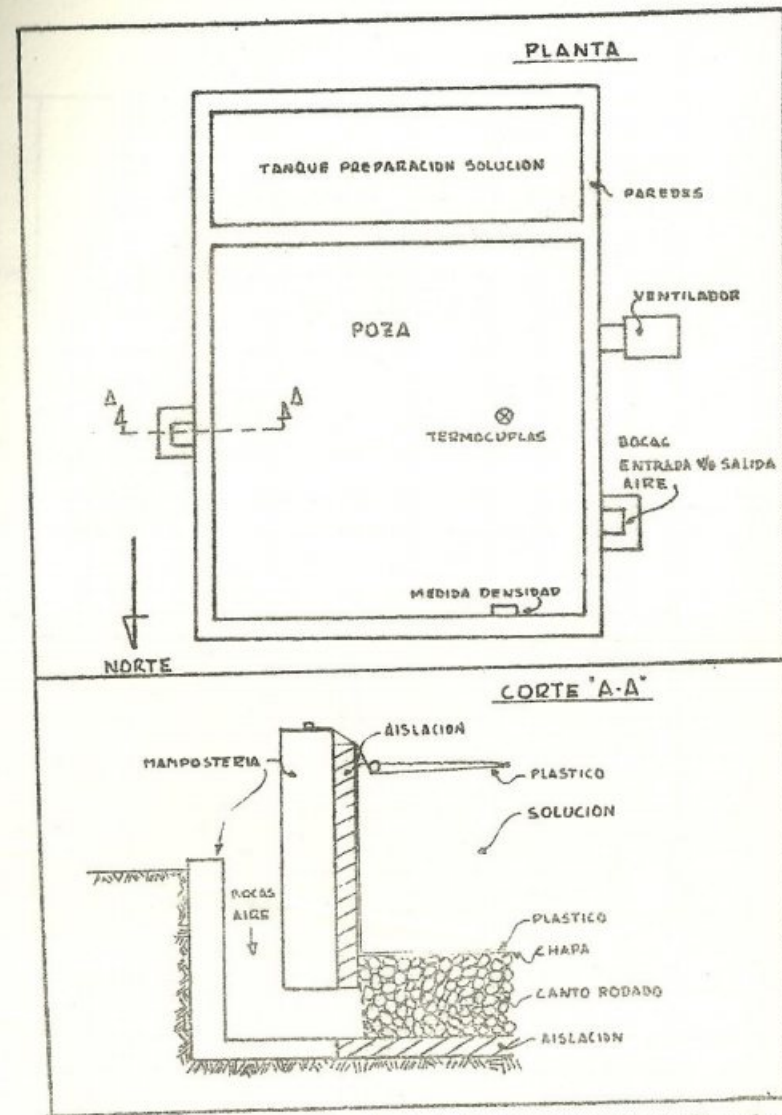 PLANTA
TANQUE PREPARACION SOLUCION
PAREDES
VENTILADOR
POZA
A
A
TERMOCUPLAS
BOCAS
ENTRADA Y/O SALIDA
AIRE
MEDIDA DENSIDAD
NORTE
CORTE "A-A"
AISLACION
MAMPOSTERIA
PLASTICO
SOLUCION
BOCAS
AIRE
PLASTICO
CHAPA
CANTO RODADO
AISLACION